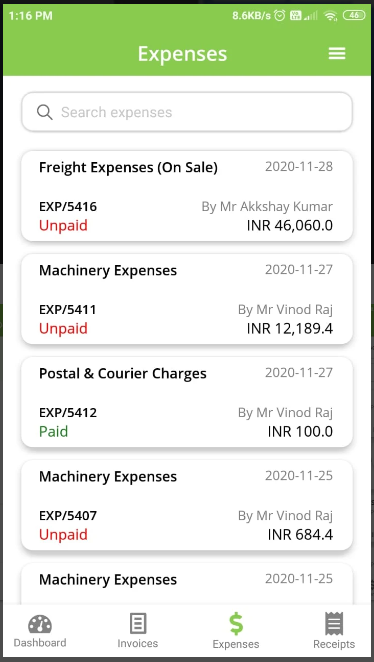 1:16 PM 8.6KB/s 46
Expenses
Search expenses
Freight Expenses (On Sale) 2020-11-28
EXP/5416 By Mr Akkshay Kumar
Unpaid INR 46,060.0
Machinery Expenses 2020-11-27
EXP/5411 By Mr Vinod Raj
Unpaid INR 12,189.4
Postal & Courier Charges 2020-11-27
EXP/5412 By Mr Vinod Raj
Paid INR 100.0
Machinery Expenses 2020-11-25
EXP/5407 By Mr Vinod Raj
Unpaid INR 684.4
Machinery Expenses 2020-11-25
Dashboard Invoices Expenses Receipts